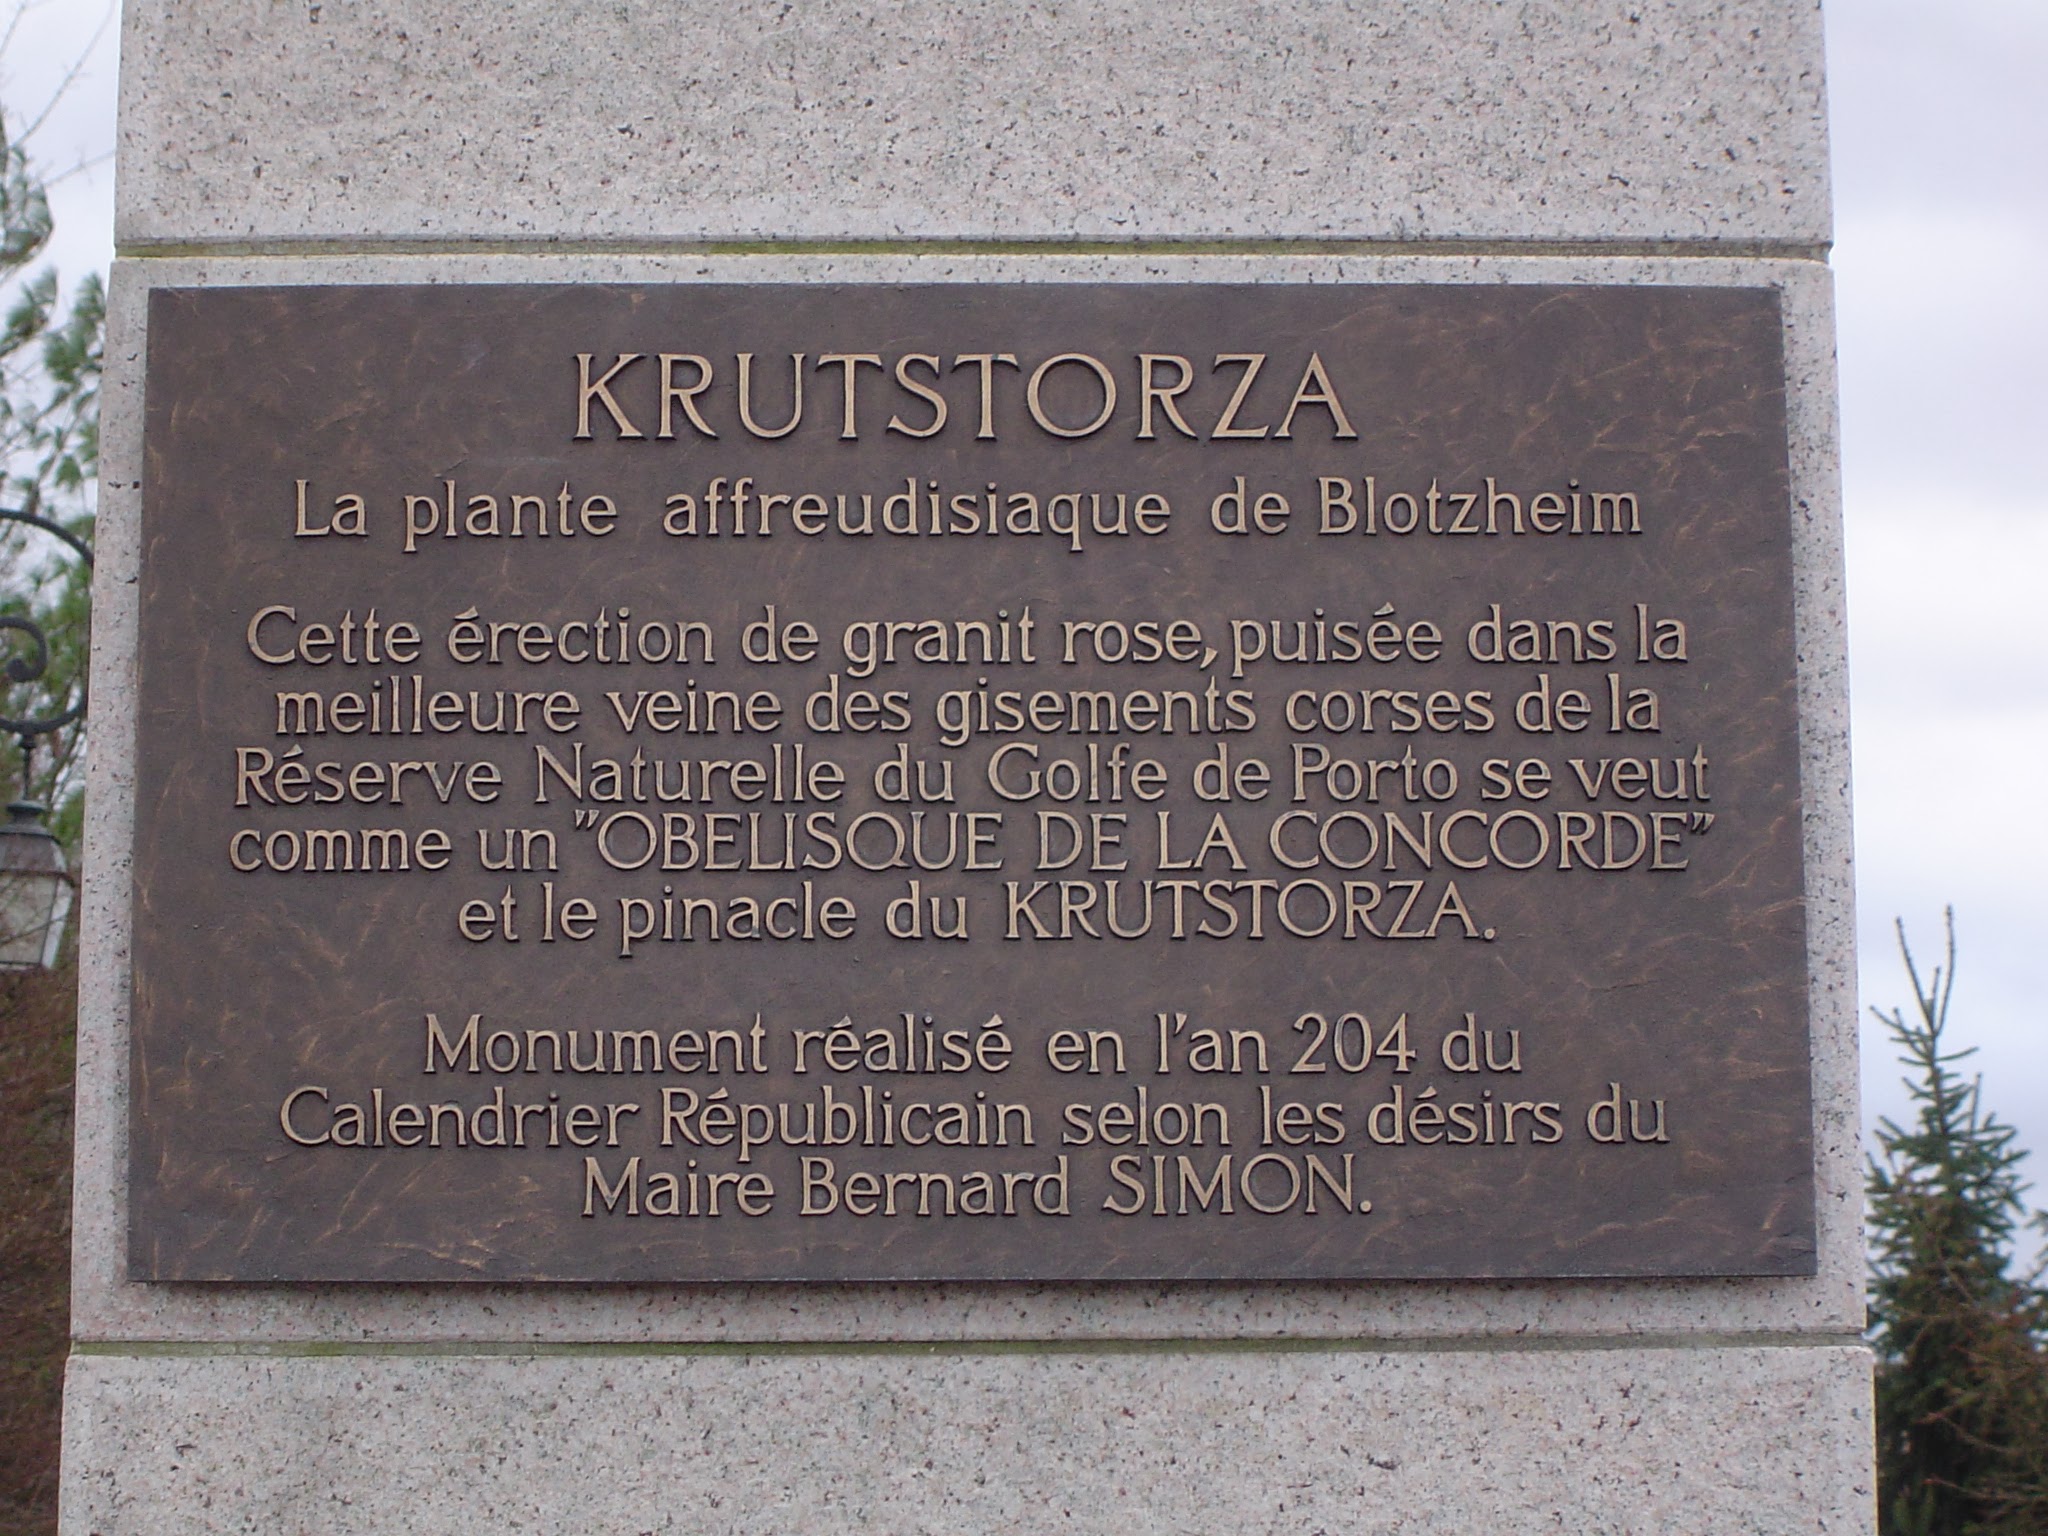 KRUTSTORZA
La plante affreudisiaque de Blotzheim
Cette érection de granit rose, puisée dans la
meilleure veine des gisements corses de la
Réserve Naturelle du Golfe de Porto se veut
comme un "OBELISQUE DE LA CONCORDE"
et le pinacle du KRUTSTORZA.
Monument réalisé en l'an 204 du
Calendrier Républicain selon les désirs du
Maire Bernard SIMON.